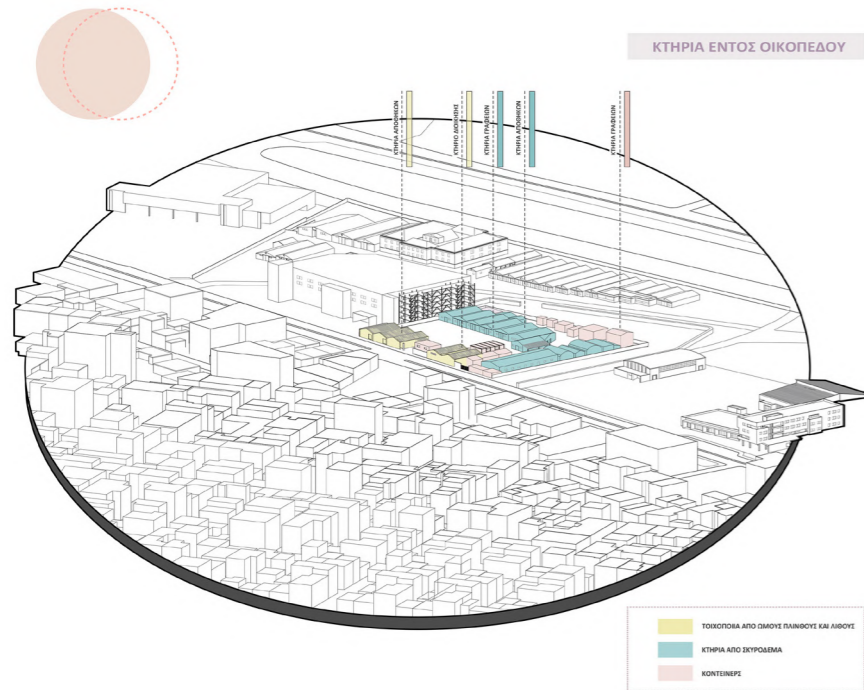 ΚΤΗΡΙΑ ΕΝΤΟΣ ΟΙΚΟΠΕΔΟΥ
ΚΤΗΡΙΑ ΑΠΟΘΗΚΩΝ
ΚΤΗΡΙΟ ΔΙΟΙΚΗΣΗΣ
ΚΤΗΡΙΑ ΓΡΑΦΕΙΩΝ
ΚΤΗΡΙΑ ΑΠΟΘΗΚΩΝ
ΚΤΗΡΙΑ ΓΡΑΦΕΙΩΝ
ΤΟΙΧΟΠΟΙΙΑ ΑΠΟ ΩΜΟΥΣ ΠΛΙΝΘΟΥΣ ΚΑΙ ΛΙΘΟΥΣ
ΚΤΗΡΙΑ ΑΠΟ ΣΚΥΡΟΔΕΜΑ
ΚΟΝΤΕΙΝΕΡΣ